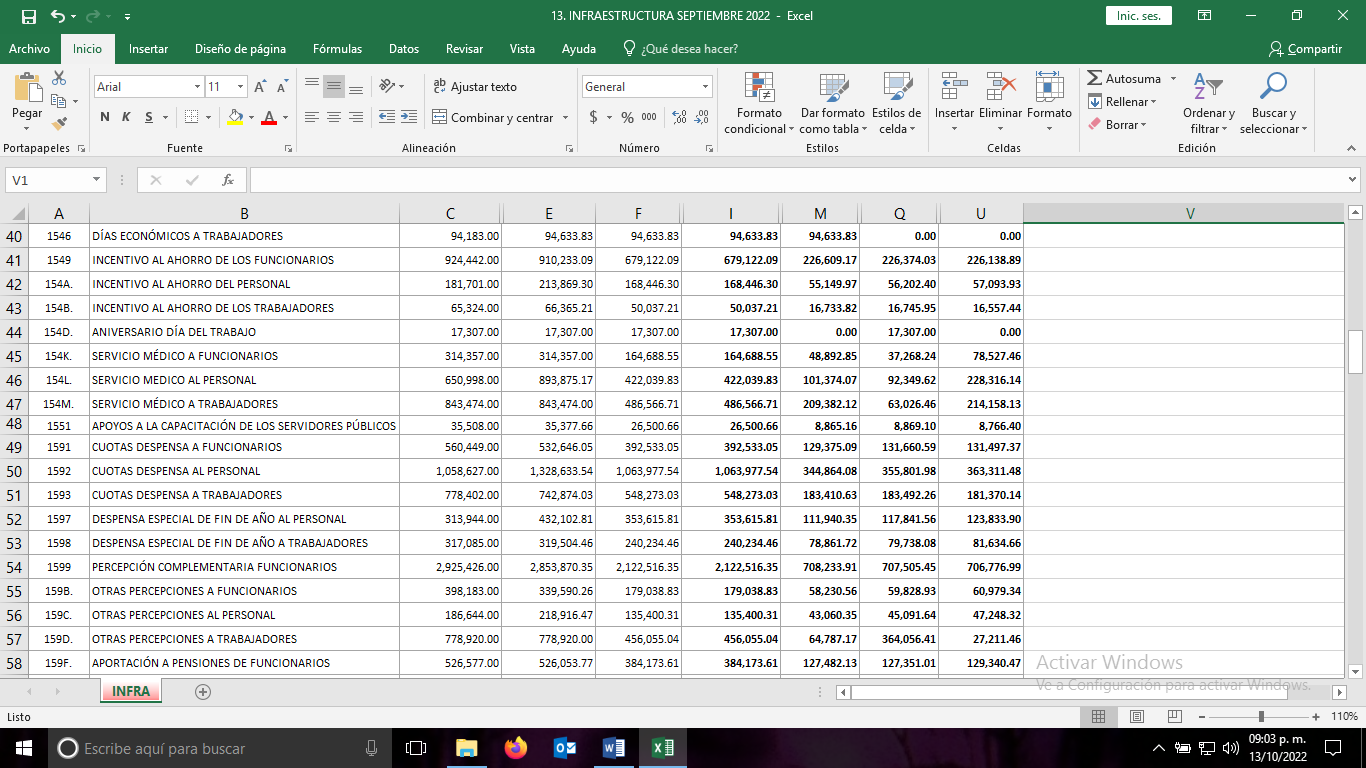 13. INFRAESTRUCTURA SEPTIEMBRE 2022 - Excel Inic. ses.
Archivo Inicio Insertar Diseño de página Fórmulas Datos Revisar Vista Ayuda ¿Qué desea hacer? Compartir
Pegar
Arial 11
N K S
Ajustar texto
Combinar y centrar
General
$ % 000
Formato condicional
Dar formato como tabla
Estilos de celda
Insertar Eliminar Formato
Autosuma
Rellenar
Borrar
Ordenar y filtrar
Buscar y seleccionar
Portapapeles Fuente Alineación Número Estilos Celdas Edición
V1 fx
A B C E F I M Q U V
40 1546 DÍAS ECONÓMICOS A TRABAJADORES 94,183.00 94,633.83 94,633.83 94,633.83 94,633.83 0.00 0.00
41 1549 INCENTIVO AL AHORRO DE LOS FUNCIONARIOS 924,442.00 910,233.09 679,122.09 679,122.09 226,609.17 226,374.03 226,138.89
42 154A. INCENTIVO AL AHORRO DEL PERSONAL 181,701.00 213,869.30 168,446.30 168,446.30 55,149.97 56,202.40 57,093.93
43 154B. INCENTIVO AL AHORRO DE LOS TRABAJADORES 65,324.00 66,365.21 50,037.21 50,037.21 16,733.82 16,745.95 16,557.44
44 154D. ANIVERSARIO DÍA DEL TRABAJO 17,307.00 17,307.00 17,307.00 17,307.00 0.00 17,307.00 0.00
45 154K. SERVICIO MÉDICO A FUNCIONARIOS 314,357.00 314,357.00 164,688.55 164,688.55 48,892.85 37,268.24 78,527.46
46 154L. SERVICIO MEDICO AL PERSONAL 650,998.00 893,875.17 422,039.83 422,039.83 101,374.07 92,349.62 228,316.14
47 154M. SERVICIO MÉDICO A TRABAJADORES 843,474.00 843,474.00 486,566.71 486,566.71 209,382.12 63,026.46 214,158.13
48 1551 APOYOS A LA CAPACITACIÓN DE LOS SERVIDORES PÚBLICOS 35,508.00 35,377.66 26,500.66 26,500.66 8,865.16 8,869.10 8,766.40
49 1591 CUOTAS DESPENSA A FUNCIONARIOS 560,449.00 532,646.05 392,533.05 392,533.05 129,375.09 131,660.59 131,497.37
50 1592 CUOTAS DESPENSA AL PERSONAL 1,058,627.00 1,328,633.54 1,063,977.54 1,063,977.54 344,864.08 355,801.98 363,311.48
51 1593 CUOTAS DESPENSA A TRABAJADORES 778,402.00 742,874.03 548,273.03 548,273.03 183,410.63 183,492.26 181,370.14
52 1597 DESPENSA ESPECIAL DE FIN DE AÑO AL PERSONAL 313,944.00 432,102.81 353,615.81 353,615.81 111,940.35 117,841.56 123,833.90
53 1598 DESPENSA ESPECIAL DE FIN DE AÑO A TRABAJADORES 317,085.00 319,504.46 240,234.46 240,234.46 78,861.72 79,738.08 81,634.66
54 1599 PERCEPCIÓN COMPLEMENTARIA FUNCIONARIOS 2,925,426.00 2,853,870.35 2,122,516.35 2,122,516.35 708,233.91 707,505.45 706,776.99
55 159B. OTRAS PERCEPCIONES A FUNCIONARIOS 398,183.00 339,590.26 179,038.83 179,038.83 58,230.56 59,828.93 60,979.34
56 159C. OTRAS PERCEPCIONES AL PERSONAL 186,644.00 218,916.47 135,400.31 135,400.31 43,060.35 45,091.64 47,248.32
57 159D. OTRAS PERCEPCIONES A TRABAJADORES 778,920.00 778,920.00 456,055.04 456,055.04 64,787.17 364,056.41 27,211.46
58 159F. APORTACIÓN A PENSIONES DE FUNCIONARIOS 526,577.00 526,053.77 384,173.61 384,173.61 127,482.13 127,351.01 129,340.47
Activar Windows
Ve a Configuración para activar Windows.
INFRA
Listo 110%
Escribe aquí para buscar
09:03 p. m.
13/10/2022